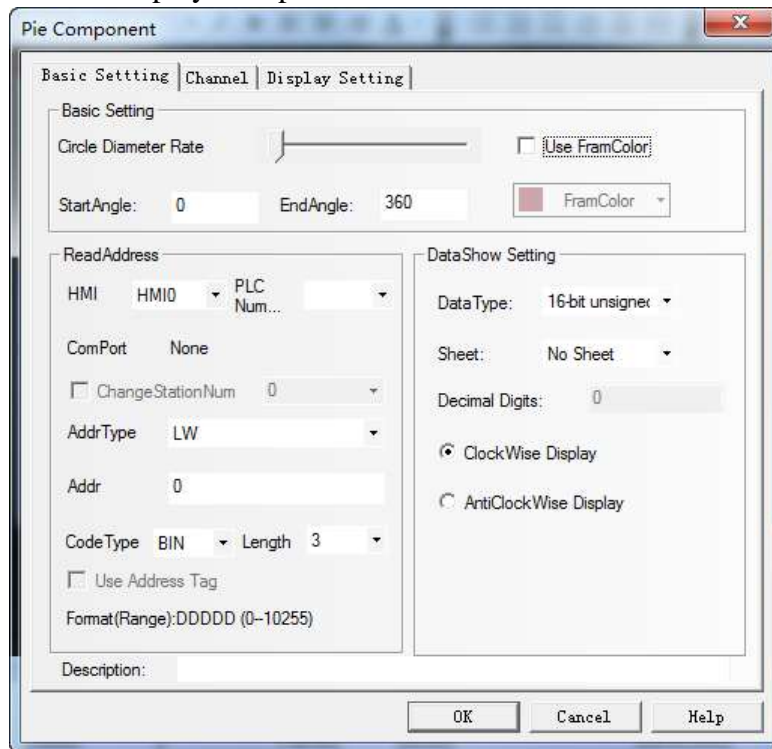 Pie Component
Basic Settting Channel Display Setting
Basic Setting
Circle Diameter Rate
Use FramColor
StartAngle: 0 EndAngle: 360 FramColor
ReadAddress
HMI HMI0 PLC Num...
ComPort None
ChangeStationNum 0
AddrType LW
Addr 0
CodeType BIN Length 3
Use Address Tag
Format(Range):DDDDD (0--10255)
DataShow Setting
DataType: 16-bit unsigned
Sheet: No Sheet
Decimal Digits: 0
ClockWise Display
AntiClockWise Display
Description:
OK Cancel Help